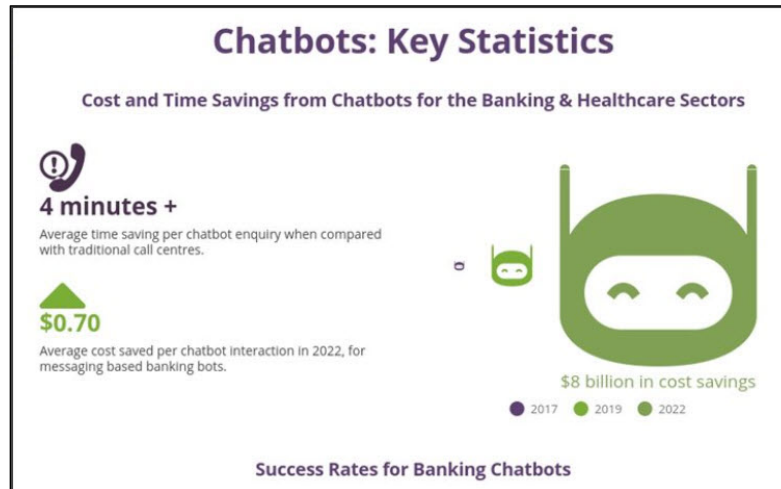 Chatbots: Key Statistics
Cost and Time Savings from Chatbots for the Banking & Healthcare Sectors
4 minutes +
Average time saving per chatbot enquiry when compared
with traditional call centres.
$0.70
Average cost saved per chatbot interaction in 2022, for
messaging based banking bots.
$8 billion in cost savings
2017 2019 2022
Success Rates for Banking Chatbots